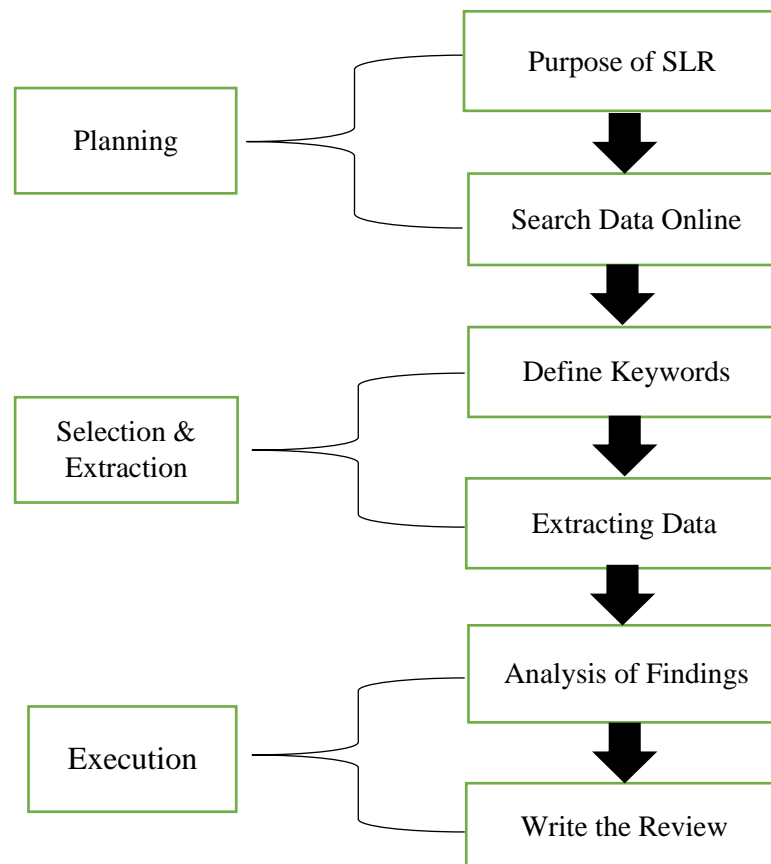 Purpose of SLR
Planning
Search Data Online
Define Keywords
Selection &
Extraction
Extracting Data
Analysis of Findings
Execution
Write the Review